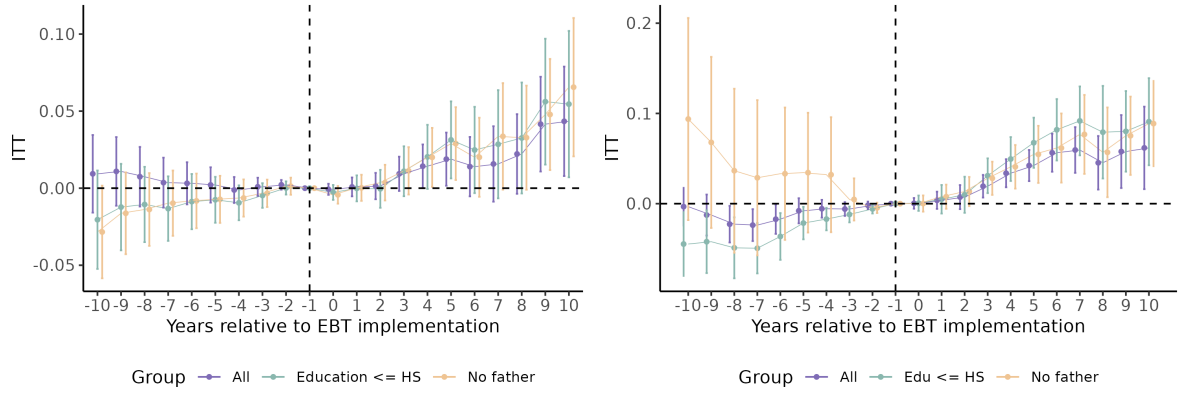 ITT
0.10
0.05
0.00
-0.05
-10 -9 -8 -7 -6 -5 -4 -3 -2 -1 0 1 2 3 4 5 6 7 8 9 10
Years relative to EBT implementation
Group All Education <= HS No father
ITT
0.2
0.1
0.0
-10 -9 -8 -7 -6 -5 -4 -3 -2 -1 0 1 2 3 4 5 6 7 8 9 10
Years relative to EBT implementation
Group All Edu <= HS No father